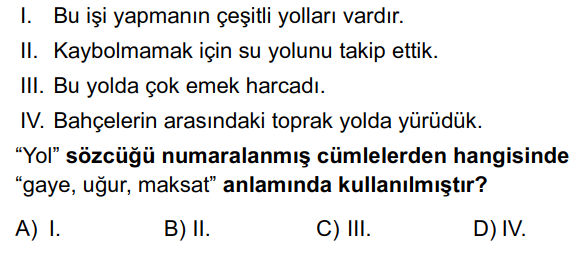 I. Bu işi yapmanın çeşitli yolları vardır.
II. Kaybolmamak için su yolunu takip ettik.
III. Bu yolda çok emek harcadı.
IV. Bahçelerin arasındaki toprak yolda yürüdük.
“Yol” sözcüğü numaralanmış cümlelerden hangisinde
“gaye, uğur, maksat” anlamında kullanılmıştır?
A) I. B) II. C) III. D) IV.